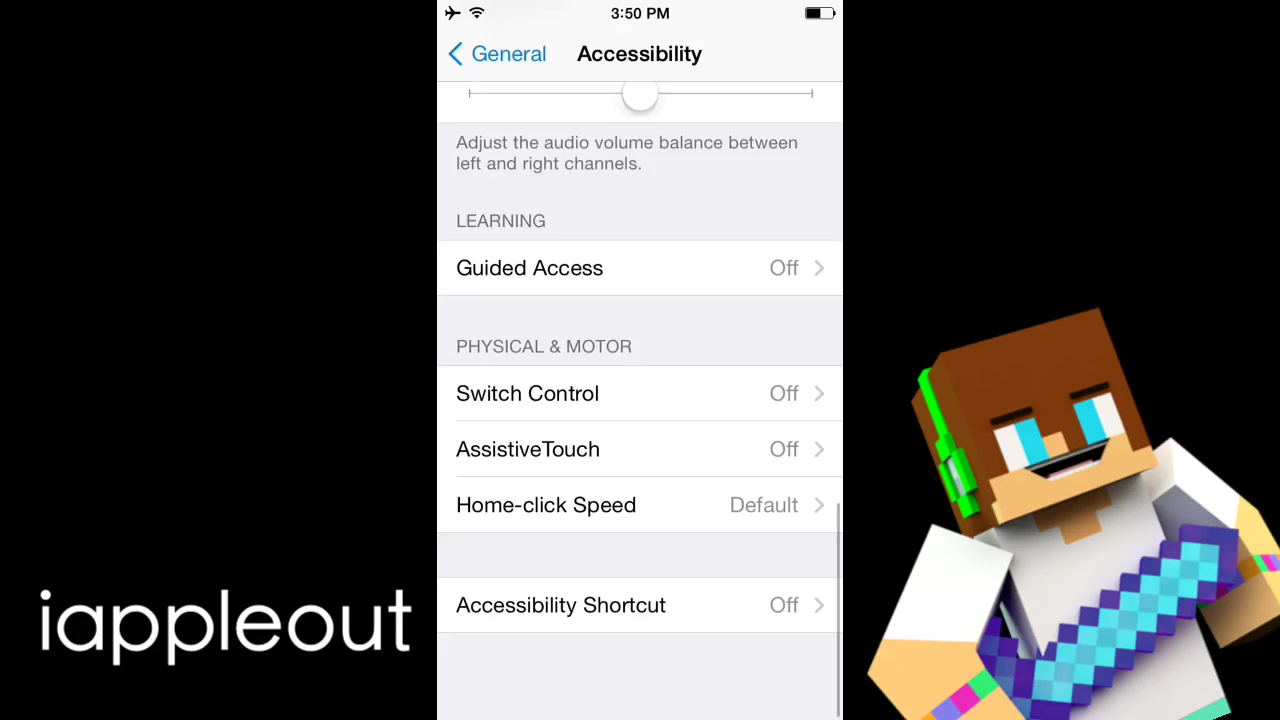 3:50 PM
General
Accessibility
Adjust the audio volume balance between
left and right channels.
LEARNING
Guided Access Off
PHYSICAL & MOTOR
Switch Control Off
AssistiveTouch Off
Home-click Speed Default
Accessibility Shortcut Off
iappleout